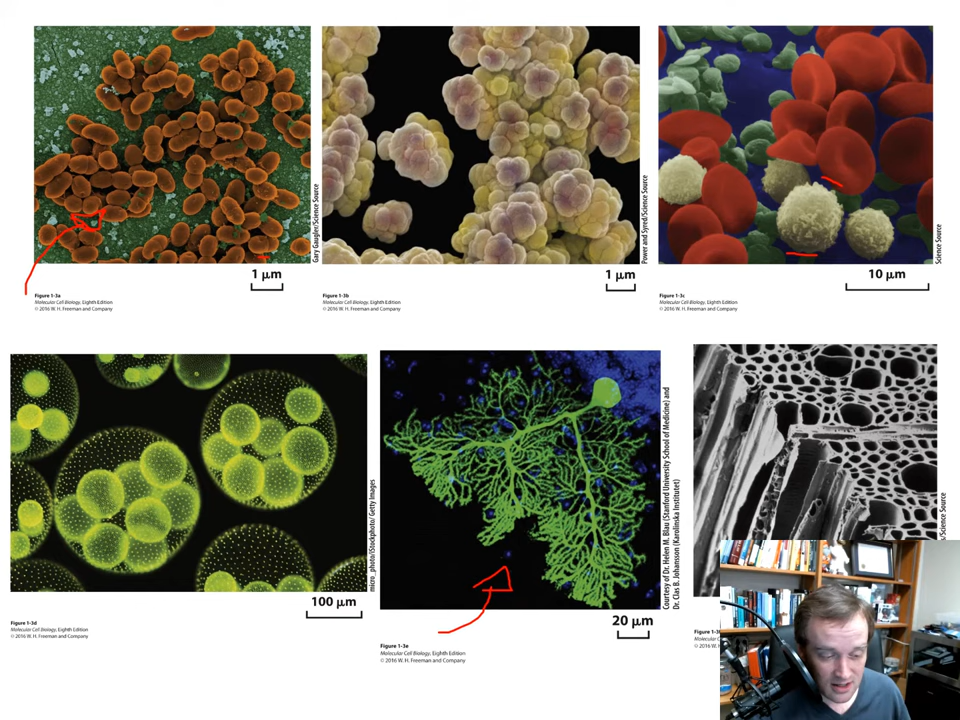 Gary Gaugler/Science Source
1 μm
Figure 1-3a
Molecular Cell Biology, Eighth Edition
© 2016 W. H. Freeman and Company
Power and Syred/Science Source
1 μm
Figure 1-3b
Molecular Cell Biology, Eighth Edition
© 2016 W. H. Freeman and Company
Science Source
10 μm
Figure 1-3c
Molecular Cell Biology, Eighth Edition
© 2016 W. H. Freeman and Company
micro_photo/iStockphoto/Getty Images
100 μm
Figure 1-3d
Molecular Cell Biology, Eighth Edition
© 2016 W. H. Freeman and Company
Courtesy of Dr. Helen M. Blau (Stanford University School of Medicine) and
Dr. Clas B. Johansson (Karolinska Institutet)
20 μm
Figure 1-3e
Molecular Cell Biology, Eighth Edition
© 2016 W. H. Freeman and Company
/Science Source